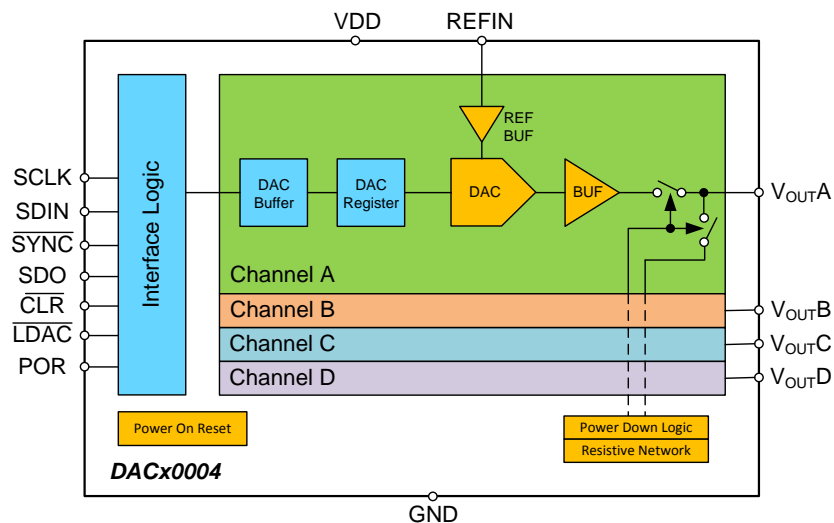 VDD
REFIN
REF
BUF
SCLK
SDIN
SYNC
SDO
CLR
LDAC
POR
Interface Logic
DAC
Buffer
DAC
Register
DAC
BUF
VOUTA
Channel A
Channel B
VOUTB
Channel C
VOUTC
Channel D
VOUTD
Power On Reset
Power Down Logic
Resistive Network
DACx0004
GND